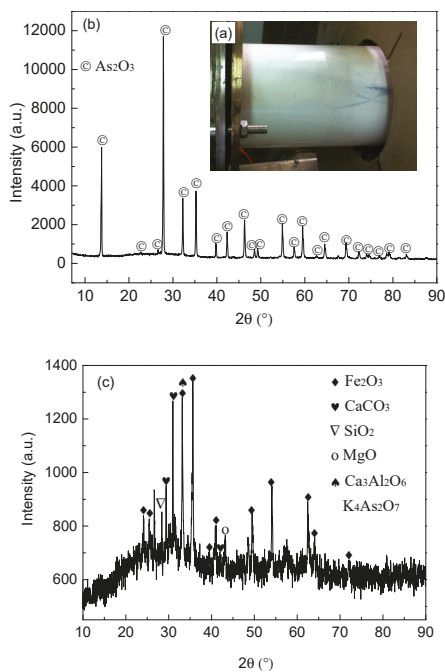 (b)
(a)
© As2O3
Intensity (a.u.)
12000
10000
8000
6000
4000
2000
0
10 20 30 40 50 60 70 80 90
2θ (°)
(c)
♦ Fe2O3
♥ CaCO3
∇ SiO2
o MgO
♠ Ca3Al2O6
K4As2O7
Intensity (a.u.)
1400
1200
1000
800
600
10 20 30 40 50 60 70 80 90
2θ (°)